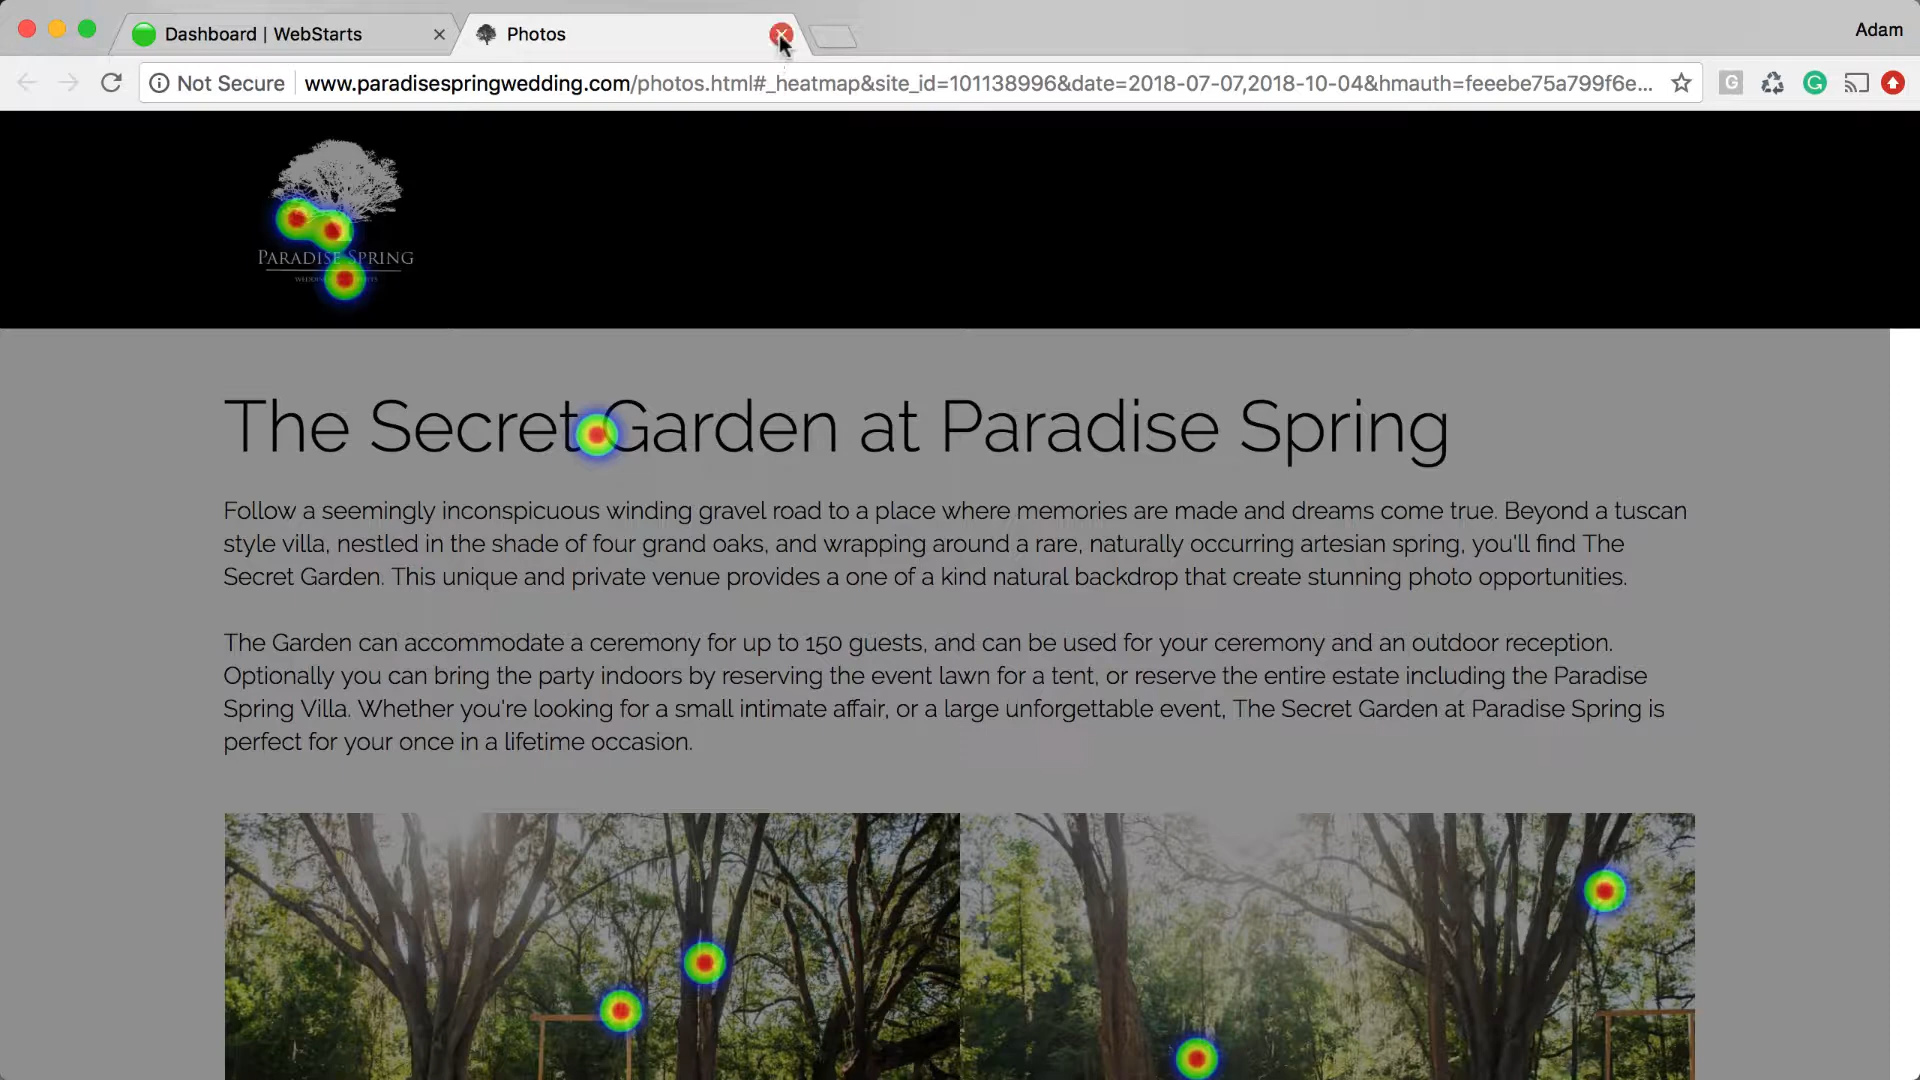 Dashboard | WebStarts
Photos
Adam
Not Secure
www.paradisespringwedding.com/photos.html#_heatmap&site_id=101138996&date=2018-07-07,2018-10-04&hmauth=feeebe75a799f6e...
G
G
PARADISE SPRING
The Secret Garden at Paradise Spring
Follow a seemingly inconspicuous winding gravel road to a place where memories are made and dreams come true. Beyond a tuscan
style villa, nestled in the shade of four grand oaks, and wrapping around a rare, naturally occurring artesian spring, you'll find The
Secret Garden. This unique and private venue provides a one of a kind natural backdrop that create stunning photo opportunities.
The Garden can accommodate a ceremony for up to 150 guests, and can be used for your ceremony and an outdoor reception.
Optionally you can bring the party indoors by reserving the event lawn for a tent, or reserve the entire estate including the Paradise
Spring Villa. Whether you're looking for a small intimate affair, or a large unforgettable event, The Secret Garden at Paradise Spring is
perfect for your once in a lifetime occasion.